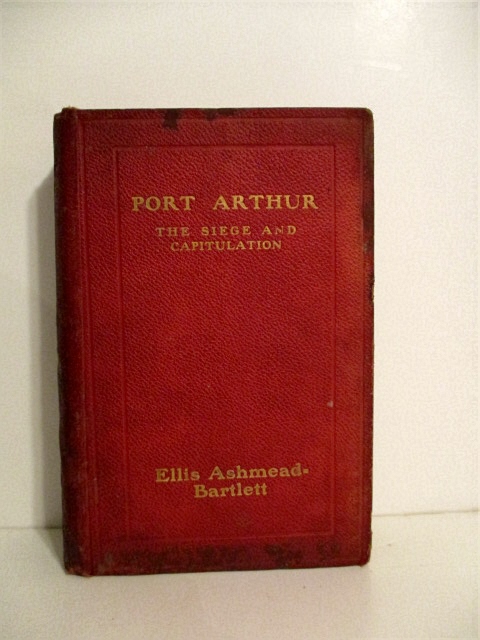 PORT ARTHUR
THE SIEGE AND
CAPITULATION
Ellis Ashmead-
Bartlett